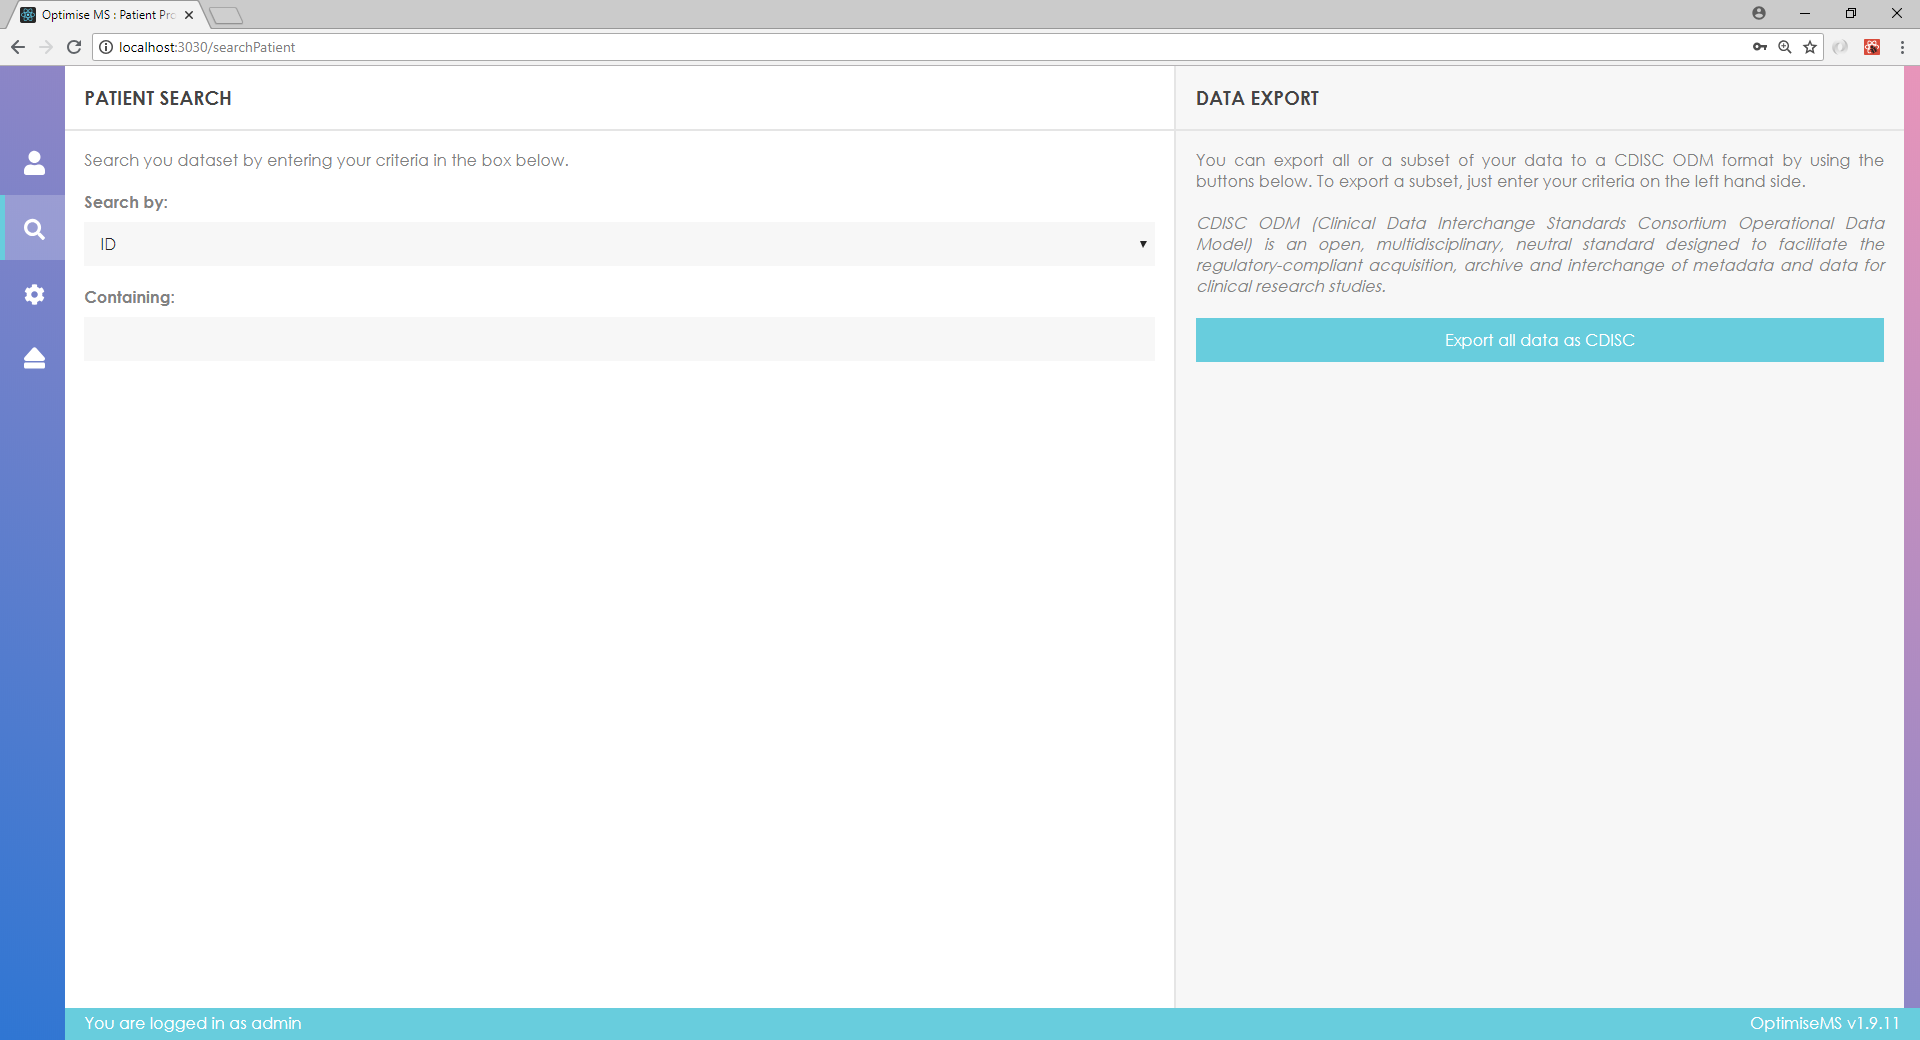 Optimise MS : Patient Pro
localhost:3030/searchPatient
PATIENT SEARCH
Search you dataset by entering your criteria in the box below.
Search by:
ID
Containing:
DATA EXPORT
You can export all or a subset of your data to a CDISC ODM format by using the
buttons below. To export a subset, just enter your criteria on the left hand side.
CDISC ODM (Clinical Data Interchange Standards Consortium Operational Data
Model) is an open, multidisciplinary, neutral standard designed to facilitate the
regulatory-compliant acquisition, archive and interchange of metadata and data for
clinical research studies.
Export all data as CDISC
You are logged in as admin
OptimiseMS v1.9.11